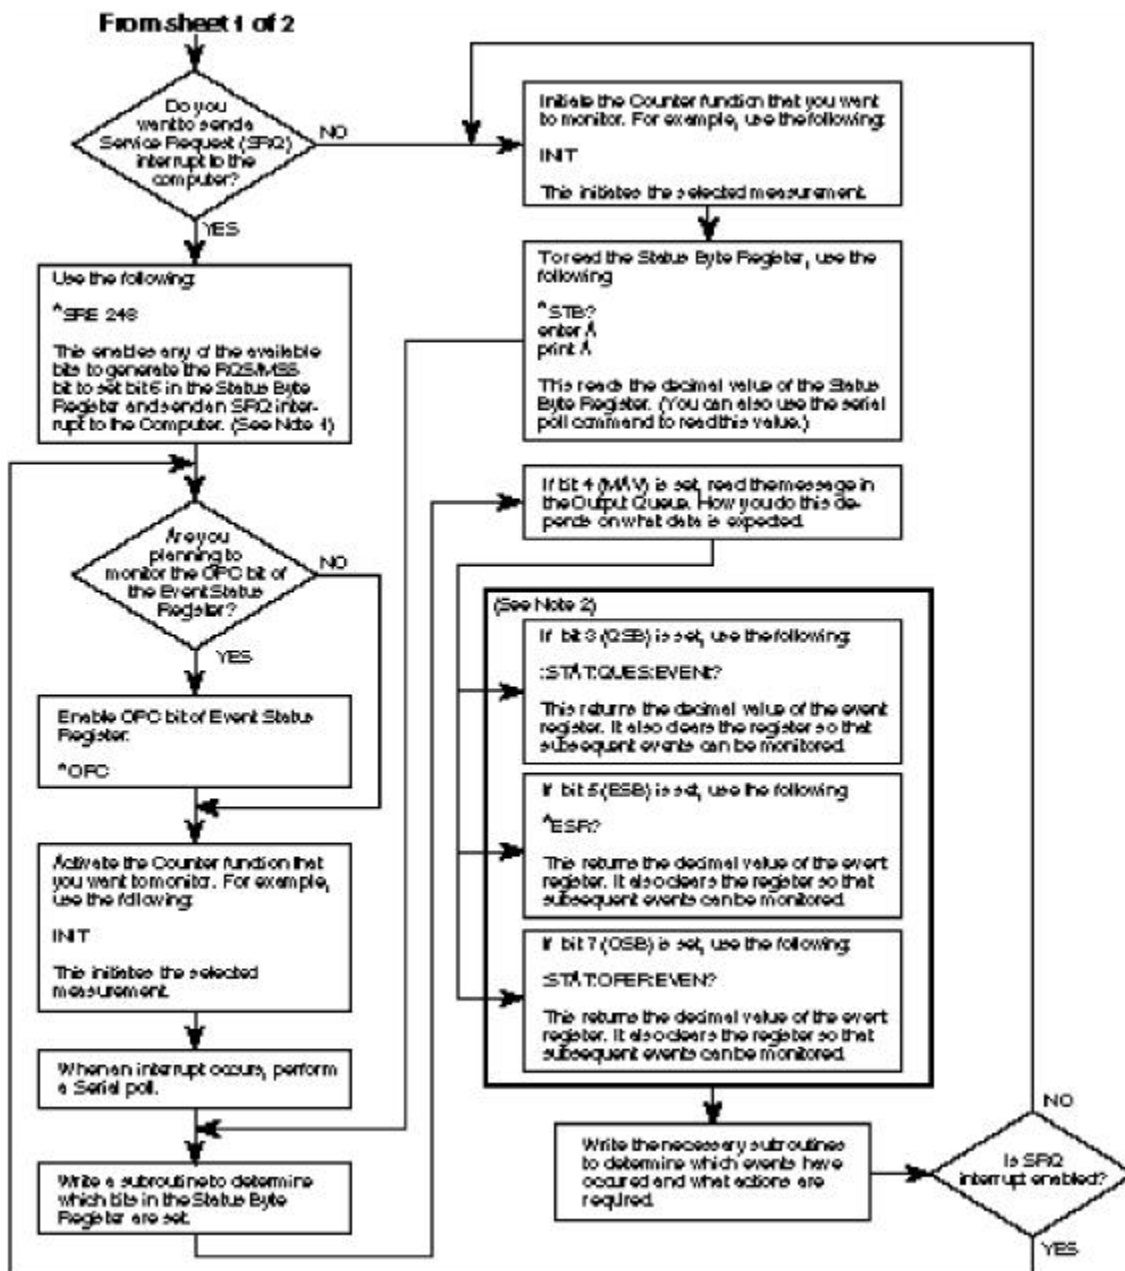 From sheet 1 of 2
Do you
want to send a
Service Request (SRQ)
interrupt to the
computer?
NO
YES
Use the following:
*SRE 248
This enables any of the available
bits to generate the RQS/MSS
bit to set bit 6 in the Status Byte
Register and send an SRQ inter-
rupt to the Computer. (See Note 1)
Are you
planning to
monitor the OPC bit of
the Event Status
Register?
NO
YES
Enable OPC bit of Event Status
Register.
*OPC
Activate the Counter function that
you want to monitor. For example,
use the following:
INIT
This initiates the selected
measurement.
When an interrupt occurs, perform
a Serial poll.
Write a subroutine to determine
which bits in the Status Byte
Register are set.
Initiate the Counter function that you want
to monitor. For example, use the following:
INIT
This initiates the selected measurement.
To read the Status Byte Register, use the
following
*STB?
enter A
print A
This reads the decimal value of the Status
Byte Register. (You can also use the serial
poll command to read this value.)
If bit 4 (MAV) is set, read the message in
the Output Queue. How you do this de-
pends on what data is expected.
(See Note 2)
If bit 3 (QSB) is set, use the following:
:STAT:QUES:EVENT?
This returns the decimal value of the event
register. It also clears the register so that
subsequent events can be monitored.
If bit 5 (ESB) is set, use the following
*ESR?
This returns the decimal value of the event
register. It also clears the register so that
subsequent events can be monitored.
If bit 7 (OSB) is set, use the following:
:STAT:OPER:EVEN?
This returns the decimal value of the event
register. It also clears the register so that
subsequent events can be monitored.
Write the necessary subroutines
to determine which events have
occured and what actions are
required.
NO
Is SRQ
interrupt enabled?
YES